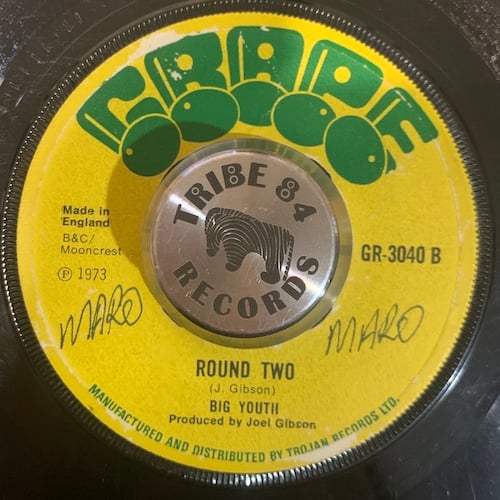 GRAPE
TRIBE 84
RECORDS
Made in
England
B&C/
Mooncrest
Ⓟ 1973
GR-3040 B
MARO
MARO
ROUND TWO
(J. Gibson)
BIG YOUTH
Produced by Joel Gibson
MANUFACTURED AND DISTRIBUTED BY TROJAN RECORDS LTD.